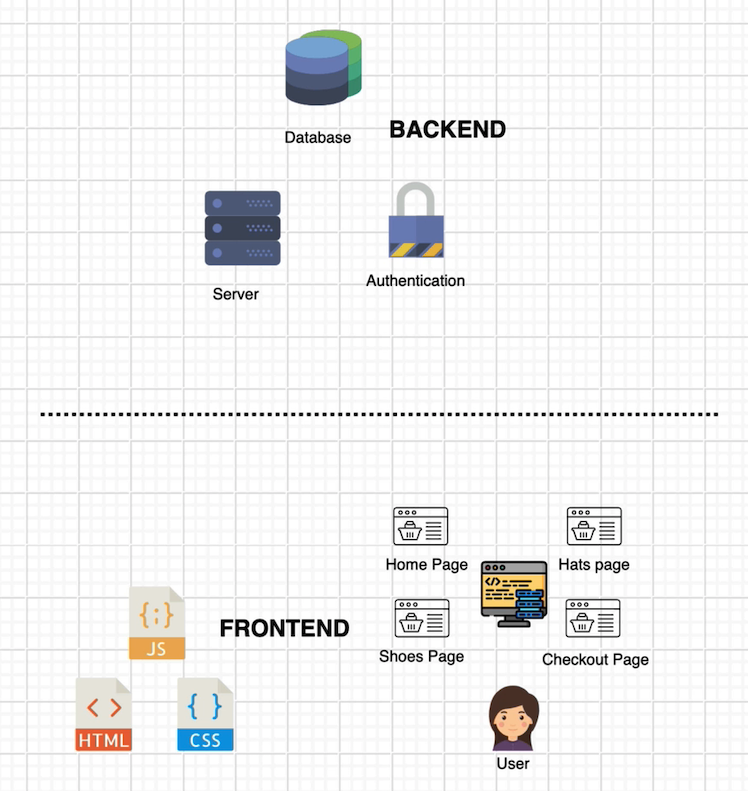 Database
BACKEND
Server
Authentication
Home Page
Hats page
JS
FRONTEND
Shoes Page
Checkout Page
HTML
CSS
User